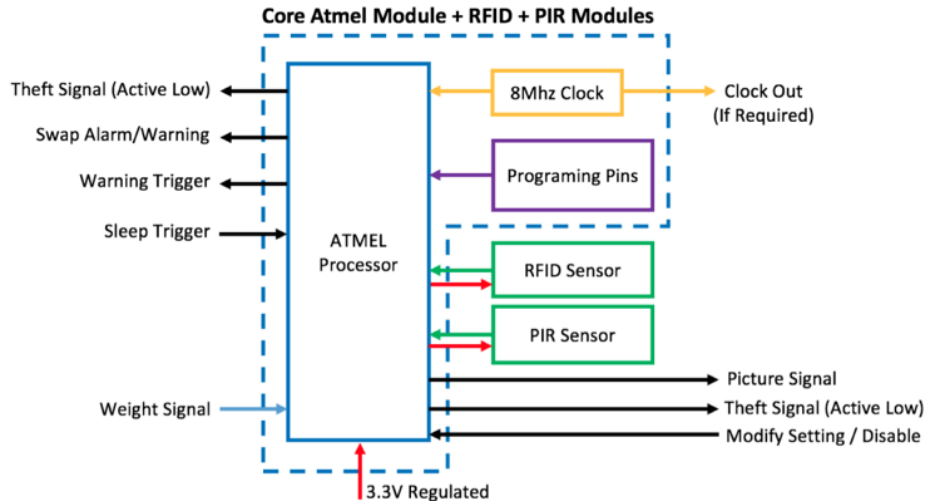 Core Atmel Module + RFID + PIR Modules
Theft Signal (Active Low)
Swap Alarm/Warning
Warning Trigger
Sleep Trigger
Weight Signal
ATMEL
Processor
8Mhz Clock
Programing Pins
RFID Sensor
PIR Sensor
Clock Out
(If Required)
Picture Signal
Theft Signal (Active Low)
Modify Setting / Disable
3.3V Regulated